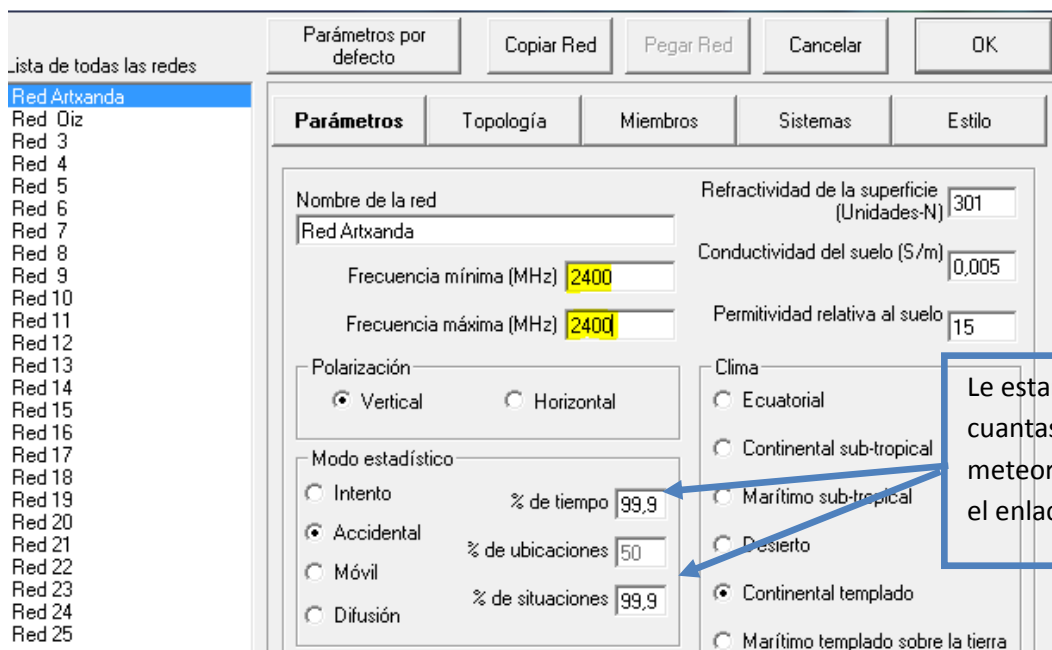 Parámetros por
defecto
Copiar Red
Pegar Red
Cancelar
OK
Lista de todas las redes
Red Artxanda
Red Oiz
Red 3
Red 4
Red 5
Red 6
Red 7
Red 8
Red 9
Red 10
Red 11
Red 12
Red 13
Red 14
Red 15
Red 16
Red 17
Red 18
Red 19
Red 20
Red 21
Red 22
Red 23
Red 24
Red 25
Parámetros
Topología
Miembros
Sistemas
Estilo
Nombre de la red
Red Artxanda
Frecuencia mínima (MHz) 2400
Frecuencia máxima (MHz) 2400
Refractividad de la superficie
(Unidades-N) 301
Conductividad del suelo (S/m)
0,005
Permitividad relativa al suelo
15
Polarización
Vertical Horizontal
Modo estadístico
Intento
Accidental
Móvil
Difusión
% de tiempo 99,9
% de ubicaciones 50
% de situaciones 99,9
Clima
Ecuatorial
Continental sub-tropical
Marítimo sub-tropical
Desierto
Continental templado
Marítimo templado sobre la tierra
Le esta
cuantas
meteor
el enlac